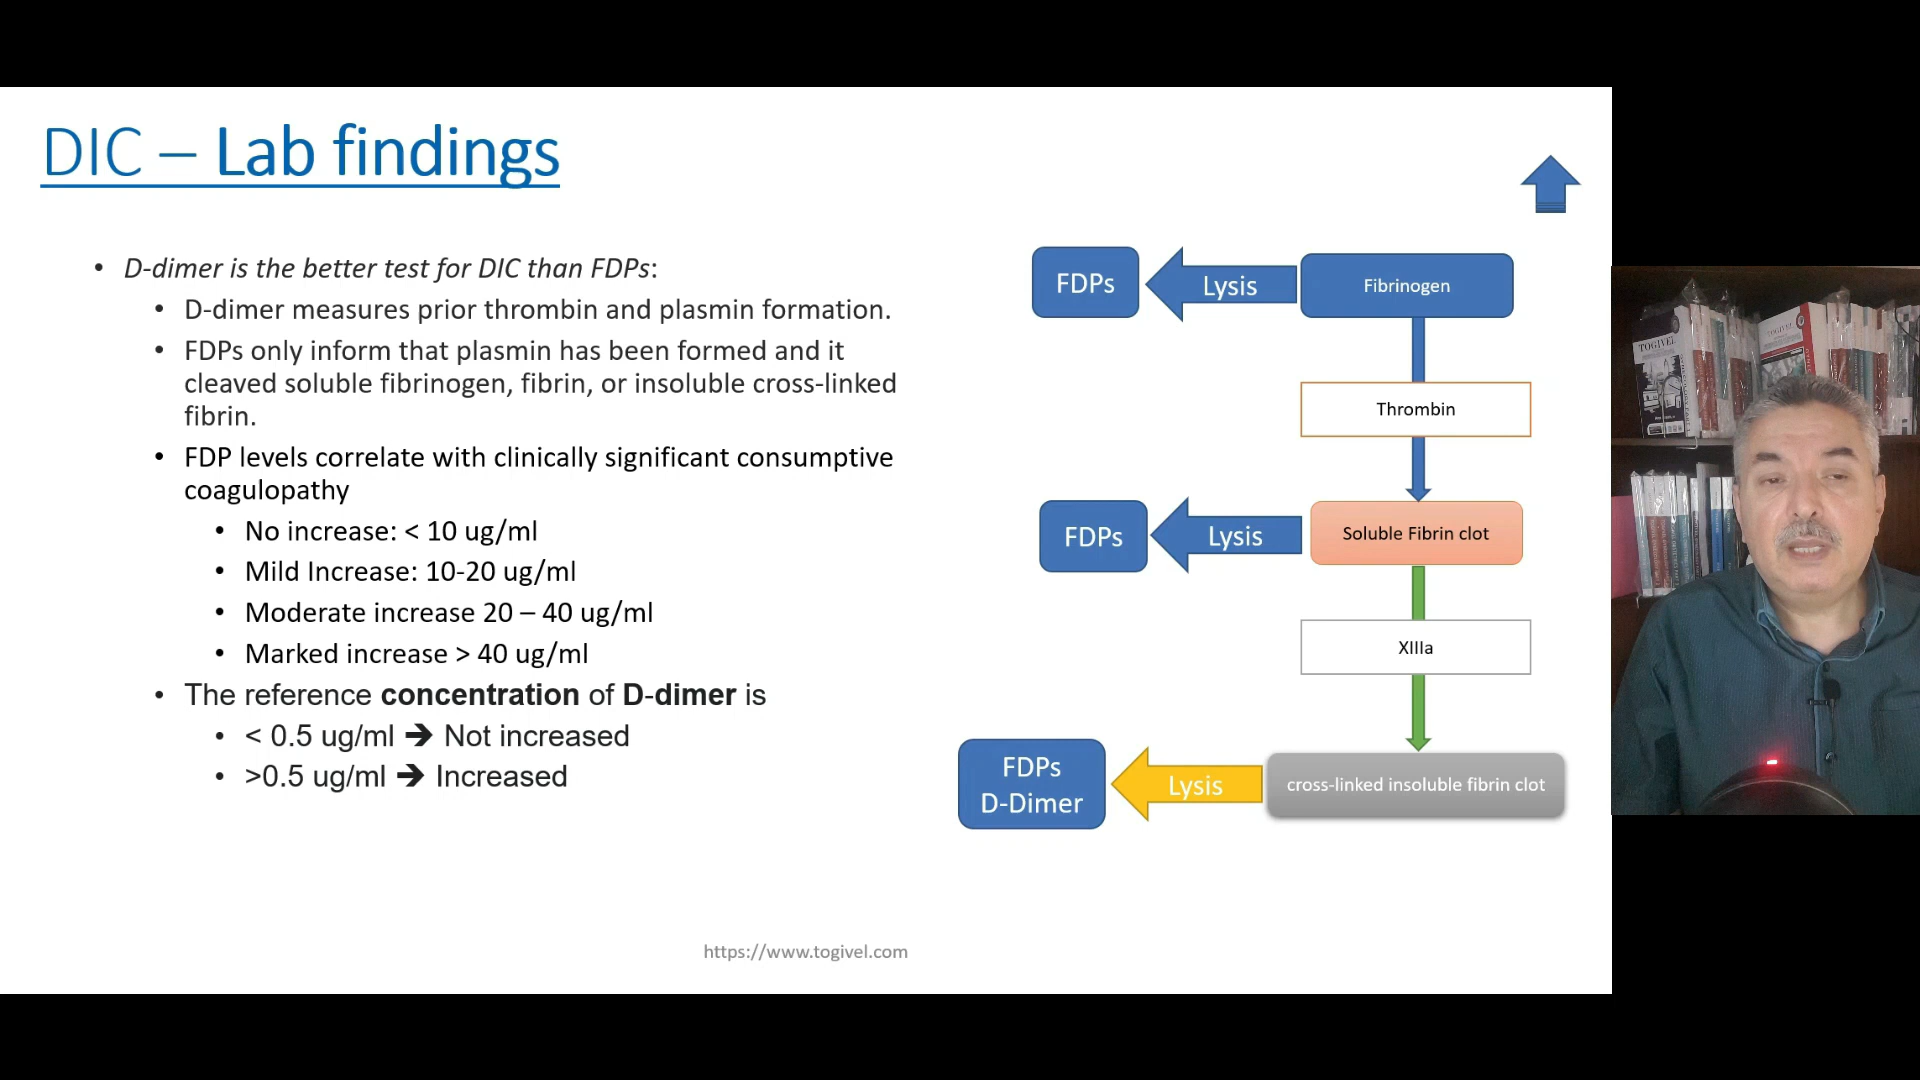 DIC – Lab findings
• D-dimer is the better test for DIC than FDPs:
• D-dimer measures prior thrombin and plasmin formation.
• FDPs only inform that plasmin has been formed and it
cleaved soluble fibrinogen, fibrin, or insoluble cross-linked
fibrin.
• FDP levels correlate with clinically significant consumptive
coagulopathy
• No increase: < 10 ug/ml
• Mild Increase: 10-20 ug/ml
• Moderate increase 20 – 40 ug/ml
• Marked increase > 40 ug/ml
• The reference concentration of D-dimer is
• < 0.5 ug/ml ➔ Not increased
• >0.5 ug/ml ➔ Increased
FDPs
Lysis
Fibrinogen
Thrombin
FDPs
Lysis
Soluble Fibrin clot
XIIIa
FDPs
D-Dimer
Lysis
cross-linked insoluble fibrin clot
https://www.togivel.com
TOGIVEL
TOGIVEL